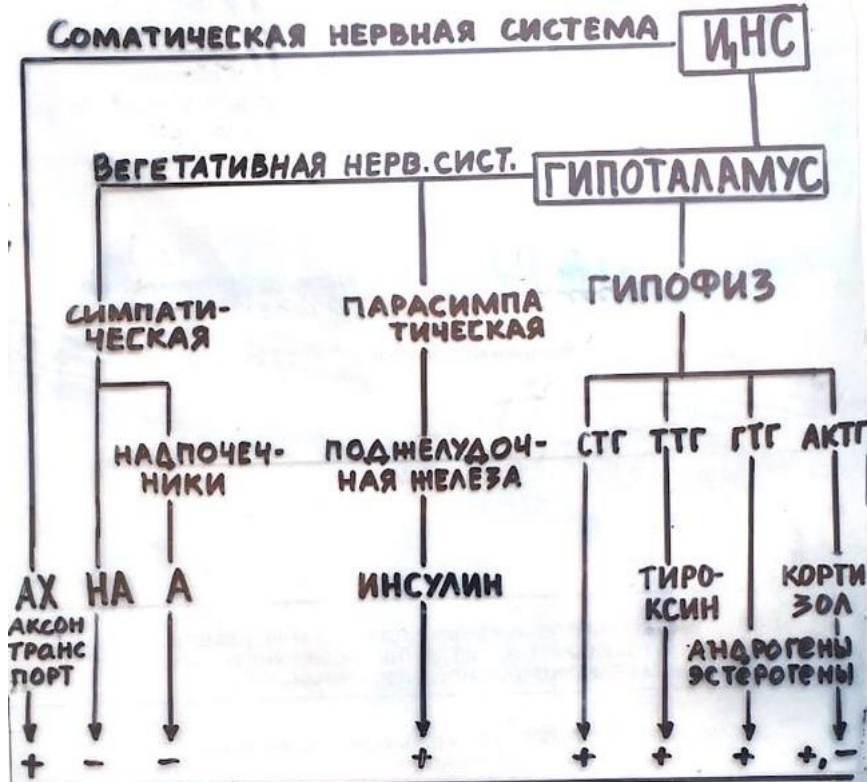 СОМАТИЧЕСКАЯ НЕРВНАЯ СИСТЕМА
ЦНС
ВЕГЕТАТИВНАЯ НЕРВ. СИСТ.
ГИПОТАЛАМУС
СИМПАТИ-
ЧЕСКАЯ
ПАРАСИМПА
ТИЧЕСКАЯ
ГИПОФИЗ
НАДПОЧЕЧ-
НИКИ
ПОДЖЕЛУДОЧ-
НАЯ ЖЕЛЕЗА
СТГ ТТГ ГТГ АКТГ
АХ НА А
АКСОН
ТРАНС
ПОРТ
ИНСУЛИН
ТИРО-
КСИН
КОРТИ
ЗОЛ
АНДРОГЕНЫ
ЭСТЕРОГЕНЫ
+ - - + + + + +, -